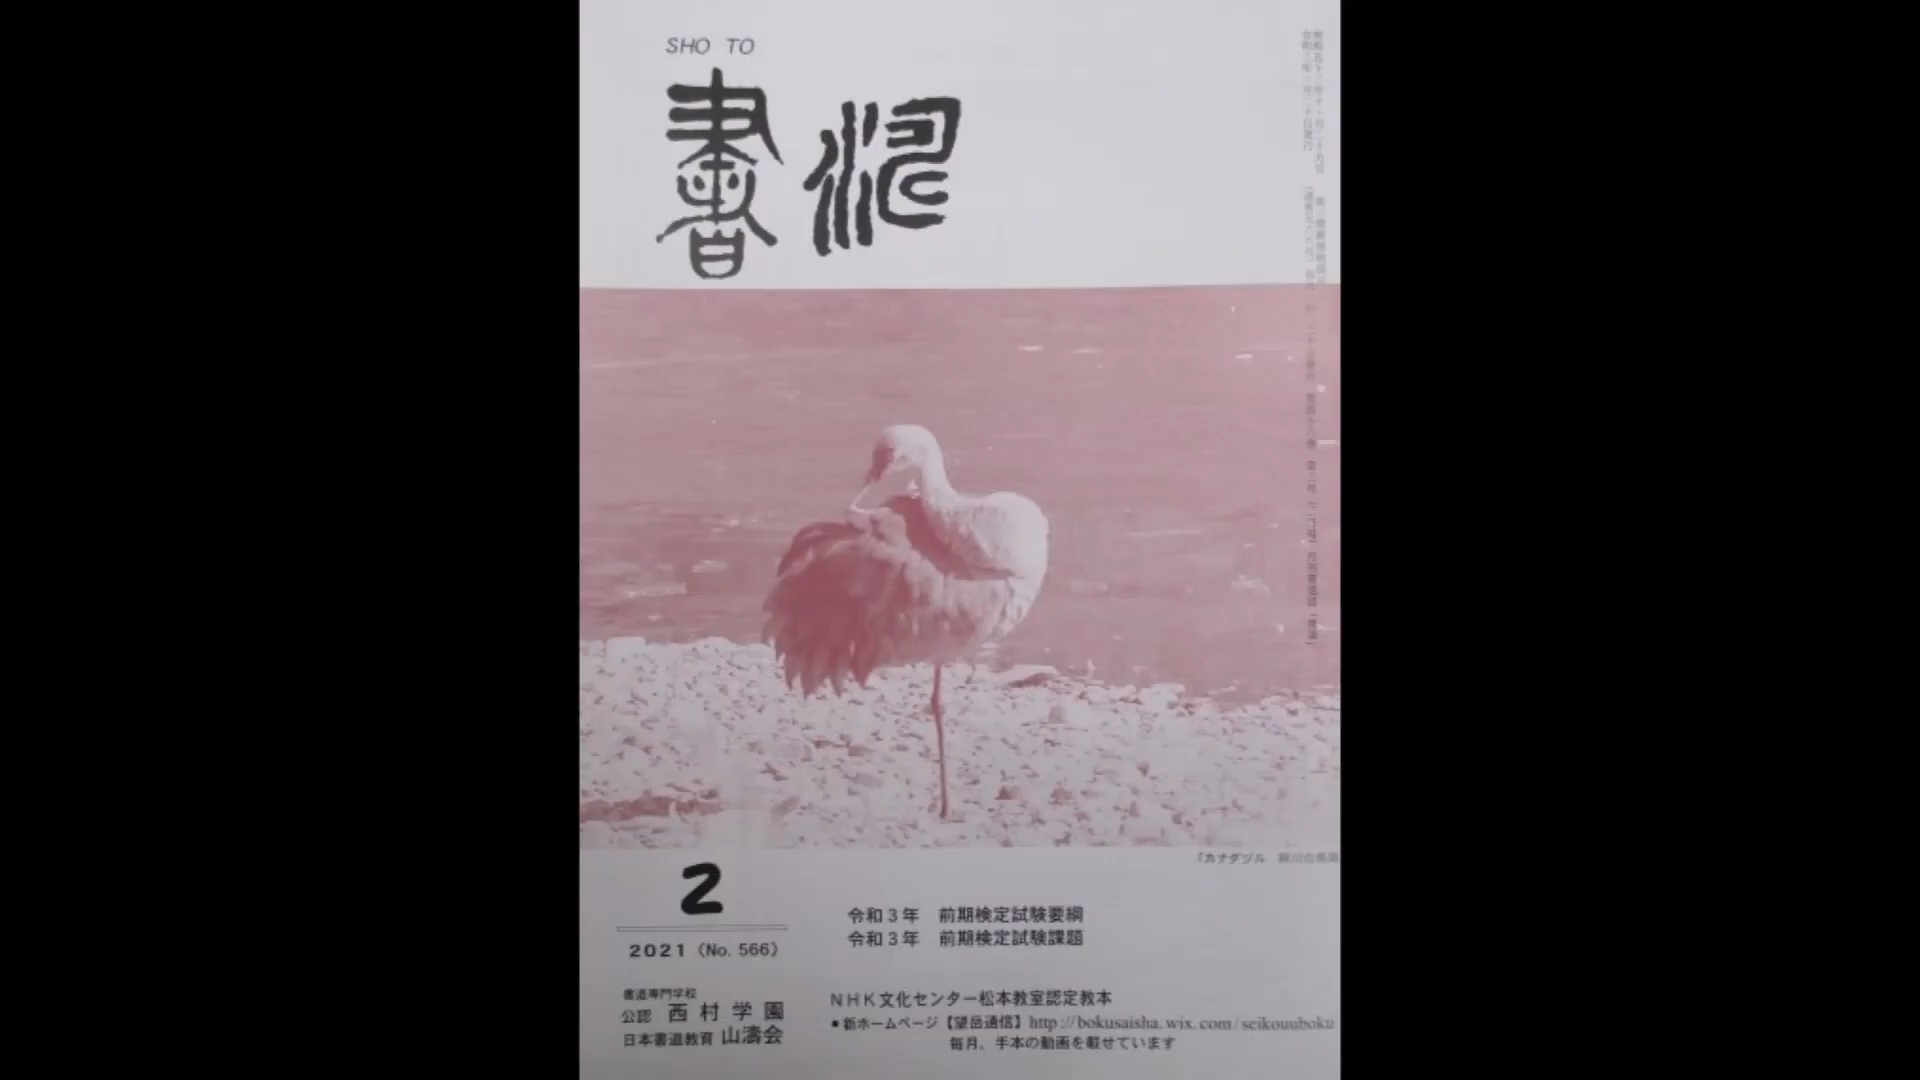 SHO TO
書濤
「カナダヅル
2
2021〈No. 566〉
令和3年 前期検定試験要綱
令和3年 前期検定試験課題
書道専門学校
公認 西村学園
日本書道教育 山濤会
NHK文化センター松本教室認定教本
●新ホームページ【望岳通信】http://bokusaisha.wix.com/seikouuboku
毎月、手本の動画を載せています